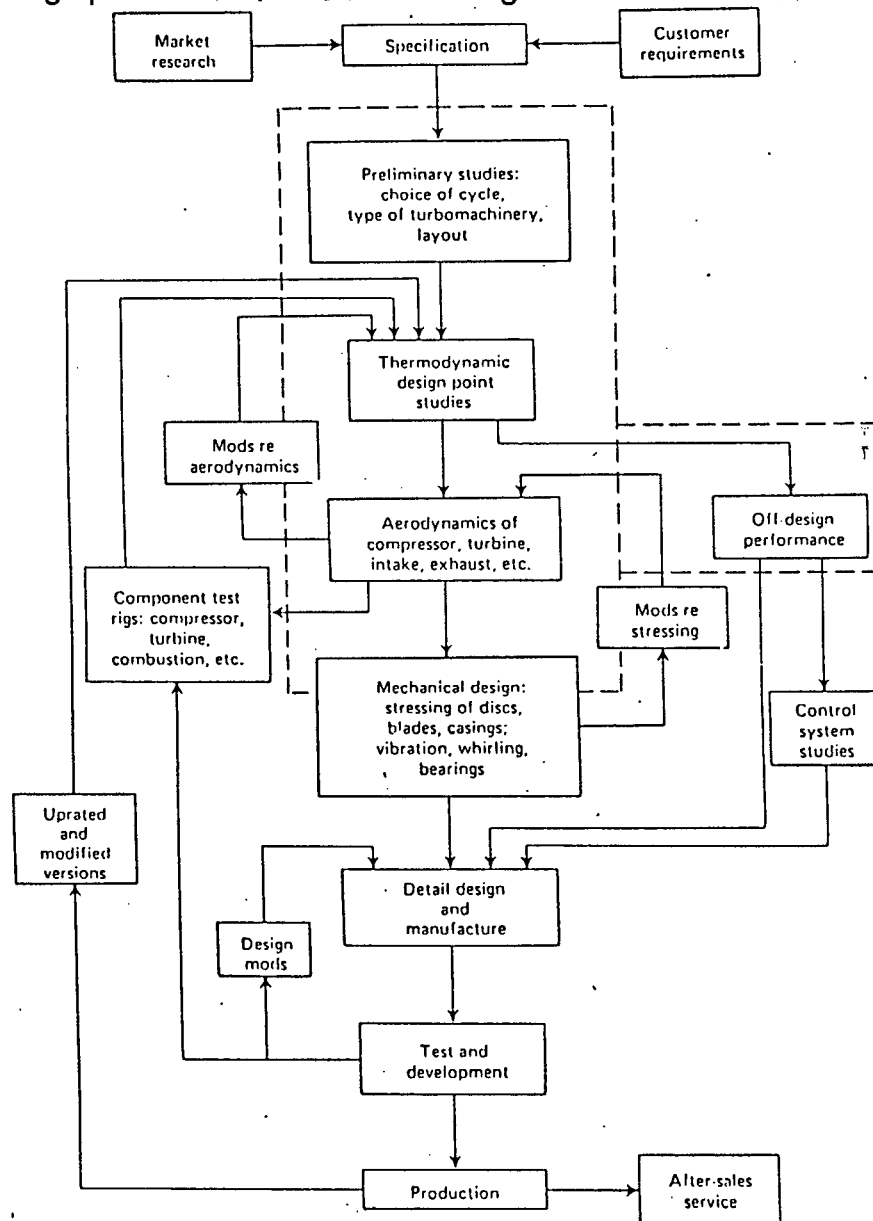 Market
research
Specification
Customer
requirements
Preliminary studies:
choice of cycle,
type of turbomachinery,
layout
Thermodynamic
design point
studies
Mods re
aerodynamics
Aerodynamics of
compressor, turbine,
intake, exhaust, etc.
Off-design
performance
Component test
rigs: compressor,
turbine,
combustion, etc.
Mods re
stressing
Mechanical design:
stressing of discs,
blades, casings;
vibration, whirling,
bearings
Control
system
studies
Uprated
and
modified
versions
Detail design
and
manufacture
Design
mods
Test and
development
Production
After-sales
service